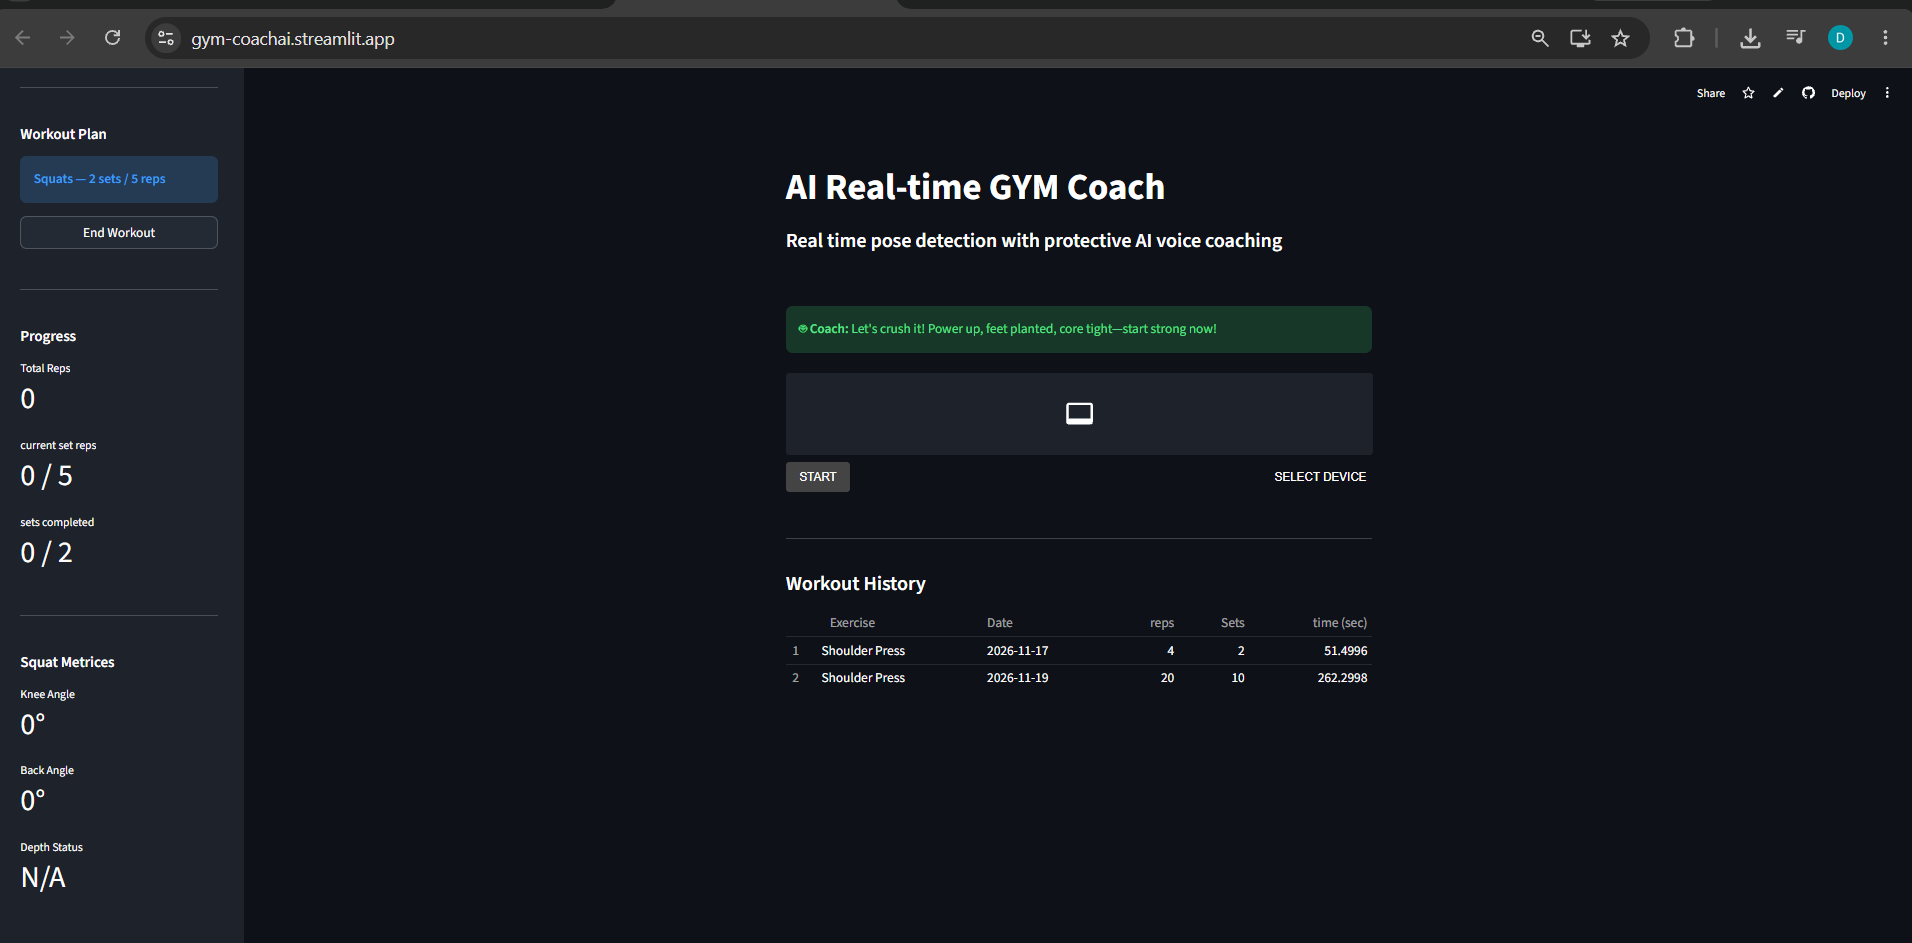 gym-coachai.streamlit.app
D
Share
Deploy
Workout Plan
Squats — 2 sets / 5 reps
End Workout
Progress
Total Reps
0
current set reps
0 / 5
sets completed
0 / 2
Squat Metrices
Knee Angle
0°
Back Angle
0°
Depth Status
N/A
AI Real-time GYM Coach
Real time pose detection with protective AI voice coaching
Coach: Let's crush it! Power up, feet planted, core tight—start strong now!
START
SELECT DEVICE
Workout History
Exercise Date reps Sets time (sec)
1 Shoulder Press 2026-11-17 4 2 51.4996
2 Shoulder Press 2026-11-19 20 10 262.2998